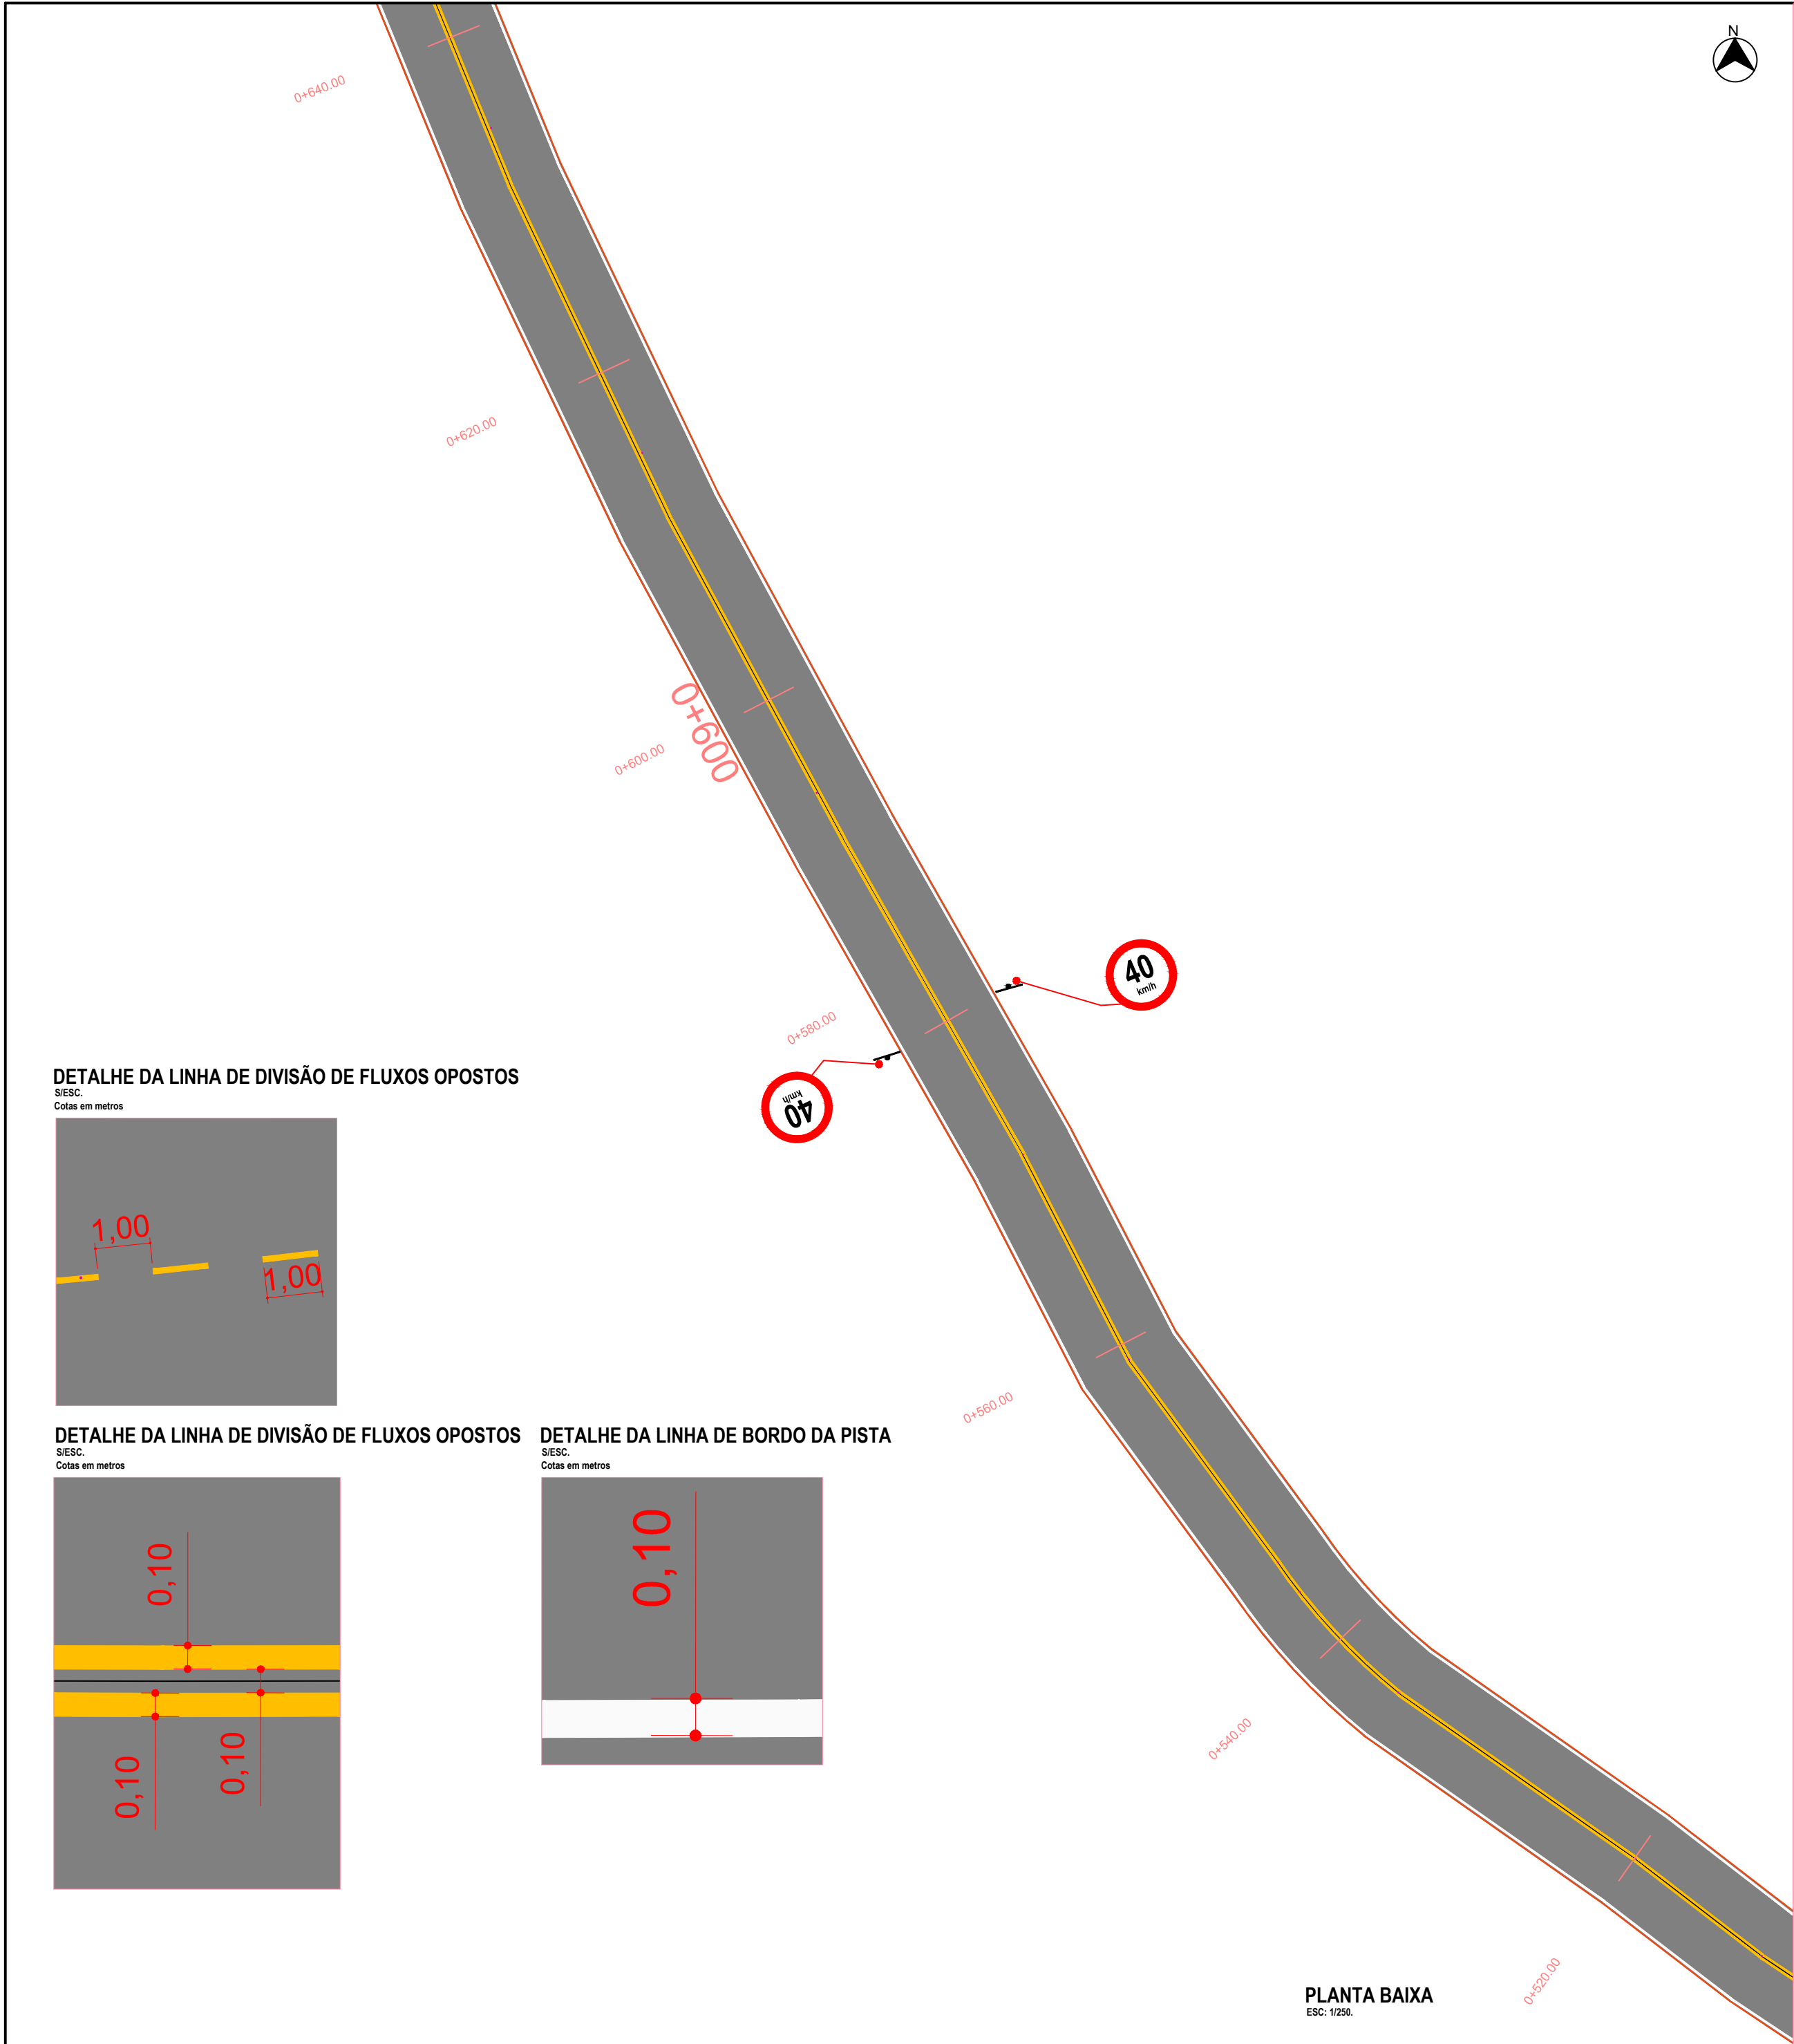 N
0+640.00
0+620.00
0+600
0+600.00
40
km/h
0+580.00
40
km/h
DETALHE DA LINHA DE DIVISÃO DE FLUXOS OPOSTOS
S/ESC.
Cotas em metros
1,00
1,00
0+560.00
DETALHE DA LINHA DE DIVISÃO DE FLUXOS OPOSTOS
S/ESC.
Cotas em metros
0,10
0,10
0,10
DETALHE DA LINHA DE BORDO DA PISTA
S/ESC.
Cotas em metros
0,10
0+540.00
0+520.00
PLANTA BAIXA
ESC: 1/250.